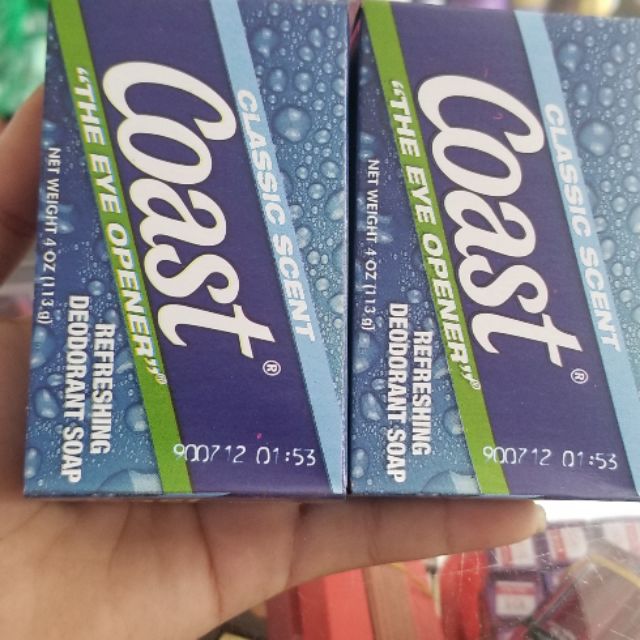 CLASSIC SCENT
Coast®
"THE EYE OPENER"®
REFRESHING
DEODORANT SOAP
NET WEIGHT 4 OZ (113 g)
900712 01:53
CLASSIC SCENT
Coast®
"THE EYE OPENER"®
REFRESHING
DEODORANT SOAP
NET WEIGHT 4 OZ (113 g)
900712 01:53